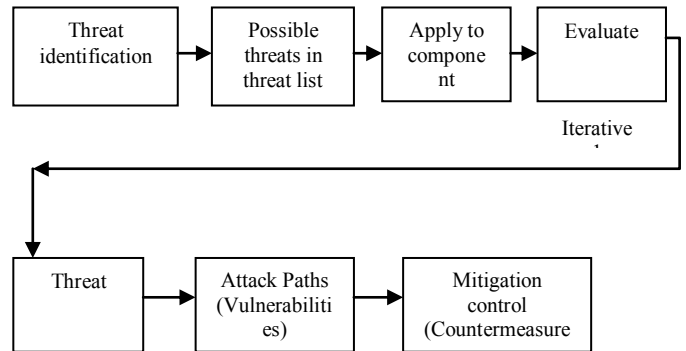 Threat
identification
Possible
threats in
threat list
Apply to
compone
nt
Evaluate
Iterative
Threat
Attack Paths
(Vulnerabiliti
es)
Mitigation
control
(Countermeasure